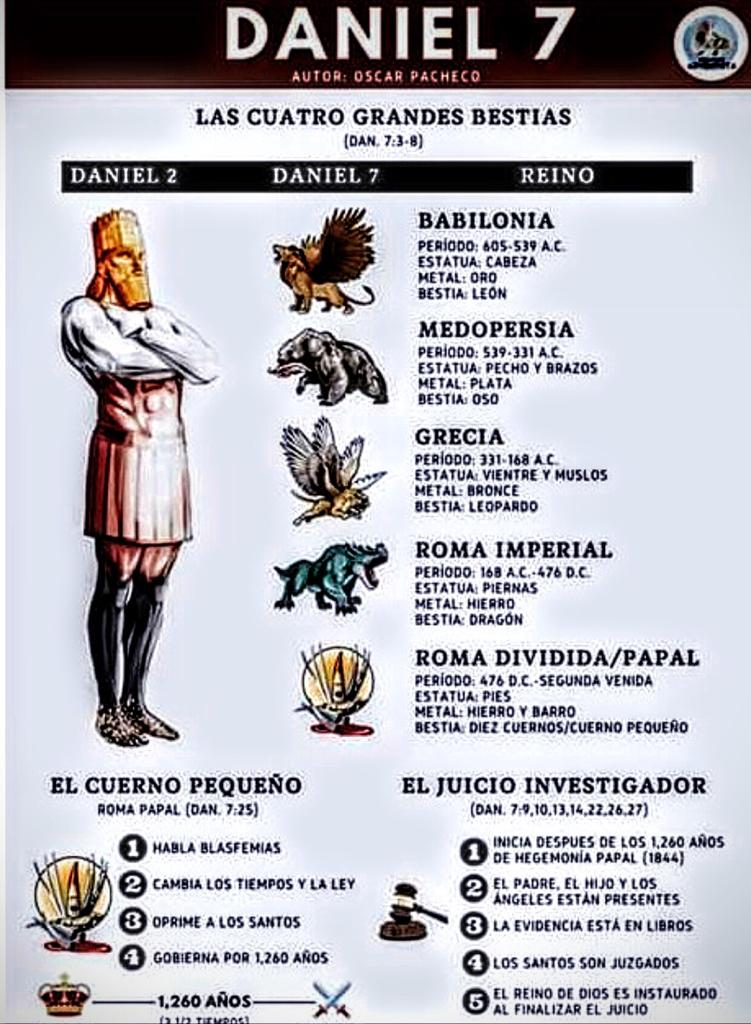 DANIEL 7
AUTOR: OSCAR PACHECO
LAS CUATRO GRANDES BESTIAS
(DAN. 7:3-8)
DANIEL 2 DANIEL 7 REINO
BABILONIA
PERÍODO: 605-539 A.C.
ESTATUA: CABEZA
METAL: ORO
BESTIA: LEÓN
MEDOPERSIA
PERÍODO: 539-331 A.C.
ESTATUA: PECHO Y BRAZOS
METAL: PLATA
BESTIA: OSO
GRECIA
PERÍODO: 331-168 A.C.
ESTATUA: VIENTRE Y MUSLOS
METAL: BRONCE
BESTIA: LEOPARDO
ROMA IMPERIAL
PERÍODO: 168 A.C.-476 D.C.
ESTATUA: PIERNAS
METAL: HIERRO
BESTIA: DRAGÓN
ROMA DIVIDIDA/PAPAL
PERÍODO: 476 D.C.-SEGUNDA VENIDA
ESTATUA: PIES
METAL: HIERRO Y BARRO
BESTIA: DIEZ CUERNOS/CUERNO PEQUEÑO
EL CUERNO PEQUEÑO
ROMA PAPAL (DAN. 7:25)
1 HABLA BLASFEMIAS
2 CAMBIA LOS TIEMPOS Y LA LEY
3 OPRIME A LOS SANTOS
4 GOBIERNA POR 1,260 AÑOS
1,260 AÑOS
(3 1/2 TIEMPOS)
EL JUICIO INVESTIGADOR
(DAN. 7:9,10,13,14,22,26,27)
1 INICIA DESPUES DE LOS 1,260 AÑOS
DE HEGEMONÍA PAPAL (1844)
2 EL PADRE, EL HIJO Y LOS
ÁNGELES ESTÁN PRESENTES
3 LA EVIDENCIA ESTÁ EN LIBROS
4 LOS SANTOS SON JUZGADOS
5 EL REINO DE DIOS ES INSTAURADO
AL FINALIZAR EL JUICIO